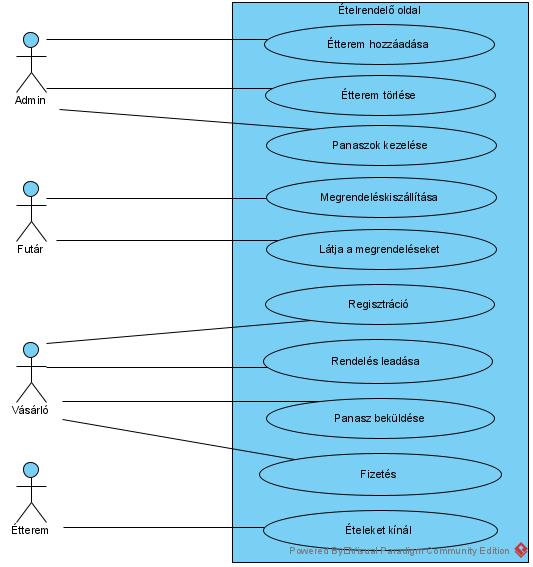 Ételrendelő oldal
Étterem hozzáadása
Étterem törlése
Admin
Panaszok kezelése
Megrendeléskiszállítása
Futár
Látja a megrendeléseket
Regisztráció
Rendelés leadása
Vásárló
Panasz beküldése
Fizetés
Étterem
Ételeket kínál
Powered By Visual Paradigm Community Edition